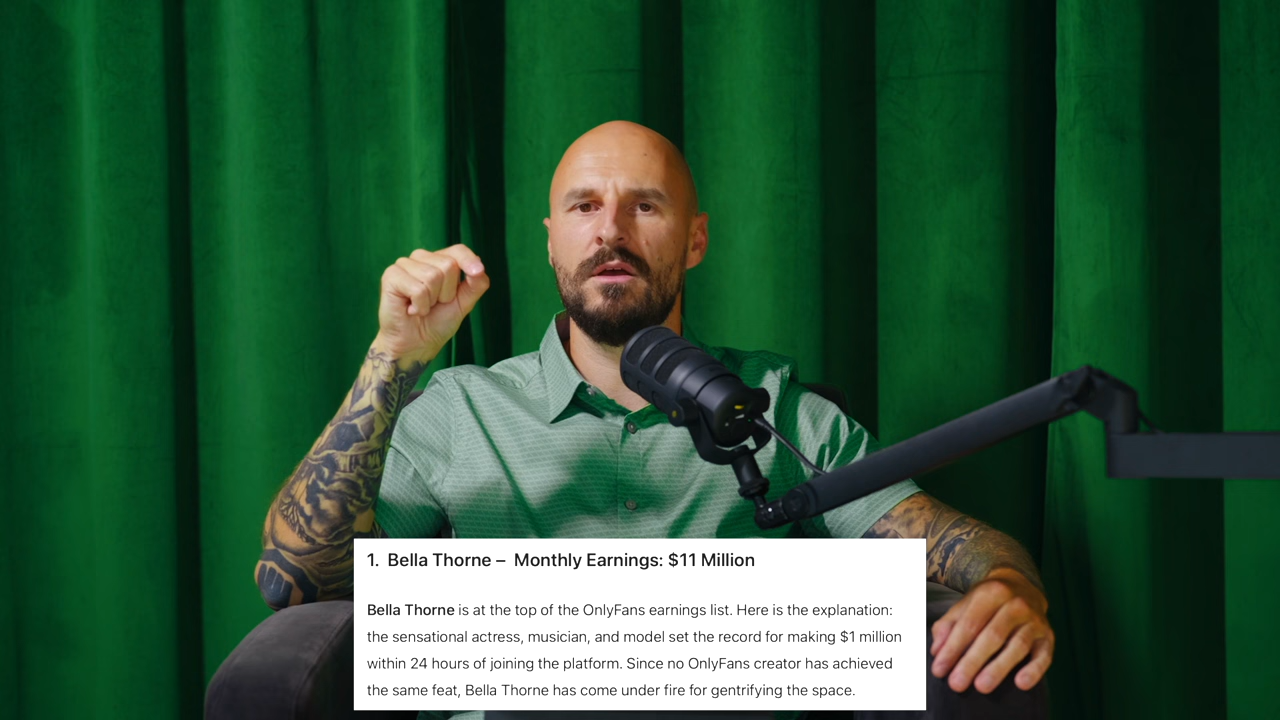 1. Bella Thorne – Monthly Earnings: $11 Million
Bella Thorne is at the top of the OnlyFans earnings list. Here is the explanation:
the sensational actress, musician, and model set the record for making $1 million
within 24 hours of joining the platform. Since no OnlyFans creator has achieved
the same feat, Bella Thorne has come under fire for gentrifying the space.